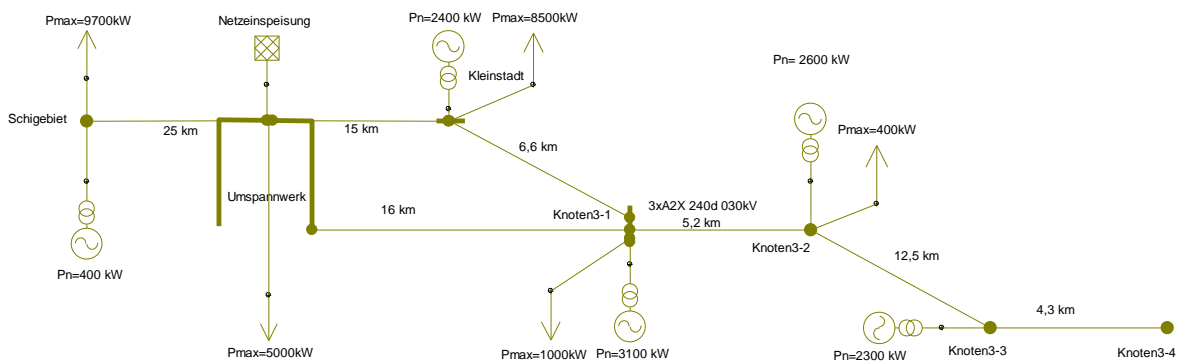 Pmax=9700kW
Netzeinspeisung
Pn=2400 kW
Pmax=8500kW
Pn= 2600 kW
Kleinstadt
Schigebiet
25 km
15 km
Pmax=400kW
6,6 km
Umspannwerk
16 km
Knoten3-1
3xA2X 240d 030kV
5,2 km
Knoten3-2
12,5 km
Pn=400 kW
4,3 km
Pmax=5000kW
Pmax=1000kW
Pn=3100 kW
Pn=2300 kW
Knoten3-3
Knoten3-4